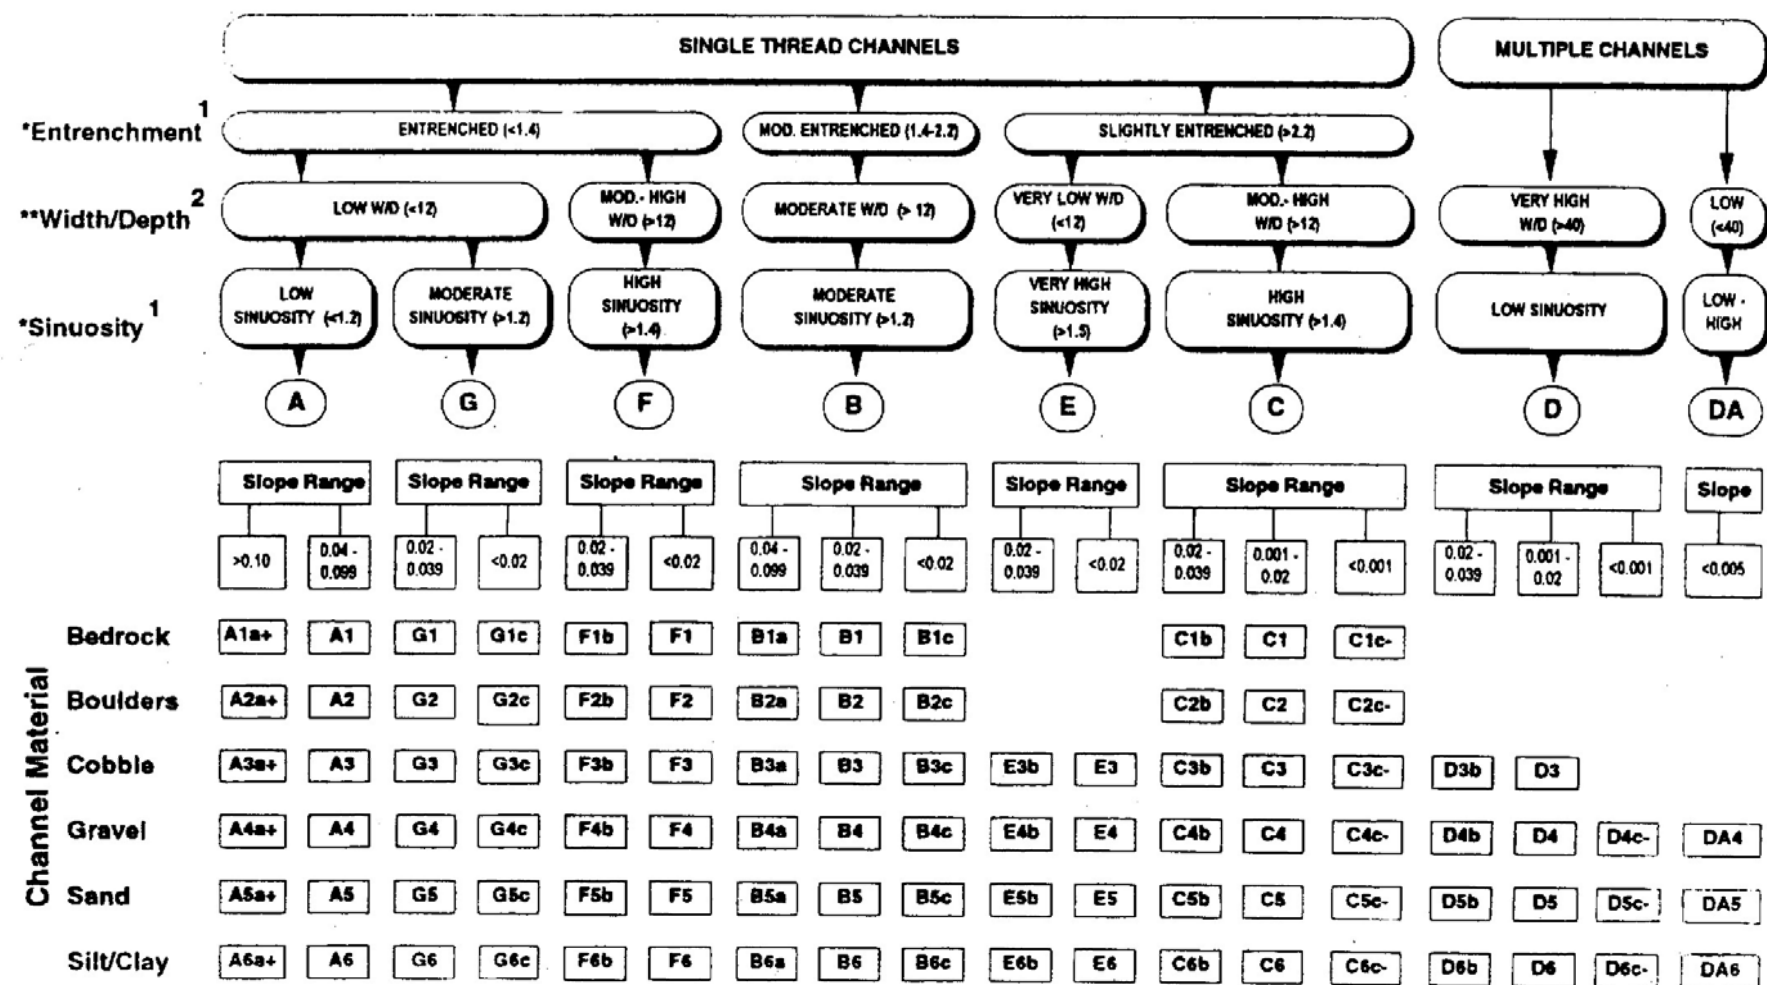 SINGLE THREAD CHANNELS
MULTIPLE CHANNELS
*Entrenchment 1
ENTRENCHED (<1.4)
MOD. ENTRENCHED (1.4-2.2)
SLIGHTLY ENTRENCHED (>2.2)
**Width/Depth 2
LOW W/D (<12)
MOD.- HIGH
W/D (>12)
MODERATE W/D (> 12)
VERY LOW W/D
(<12)
MOD.- HIGH
W/D (>12)
VERY HIGH
W/D (>40)
LOW
(<40)
*Sinuosity 1
LOW
SINUOSITY (<1.2)
MODERATE
SINUOSITY (>1.2)
HIGH
SINUOSITY
(>1.4)
MODERATE
SINUOSITY (>1.2)
VERY HIGH
SINUOSITY
(>1.5)
HIGH
SINUOSITY (>1.4)
LOW SINUOSITY
LOW -
HIGH
A G F B E C D DA
Slope Range Slope Range Slope Range Slope Range Slope Range Slope Range Slope Range Slope
>0.10
0.04 -
0.099
0.02 -
0.039
<0.02
0.02 -
0.039
<0.02
0.04 -
0.099
0.02 -
0.039
<0.02
0.02 -
0.039
<0.02
0.02 -
0.039
0.001 -
0.02
<0.001
0.02 -
0.039
0.001 -
0.02
<0.001
<0.005
Channel Material
Bedrock A1a+ A1 G1 G1c F1b F1 B1a B1 B1c C1b C1 C1c-
Boulders A2a+ A2 G2 G2c F2b F2 B2a B2 B2c C2b C2 C2c-
Cobble A3a+ A3 G3 G3c F3b F3 B3a B3 B3c E3b E3 C3b C3 C3c- D3b D3
Gravel A4a+ A4 G4 G4c F4b F4 B4a B4 B4c E4b E4 C4b C4 C4c- D4b D4 D4c- DA4
Sand A5a+ A5 G5 G5c F5b F5 B5a B5 B5c E5b E5 C5b C5 C5c- D5b D5 D5c- DA5
Silt/Clay A6a+ A6 G6 G6c F6b F6 B6a B6 B6c E6b E6 C6b C6 C6c- D6b D6 D6c- DA6